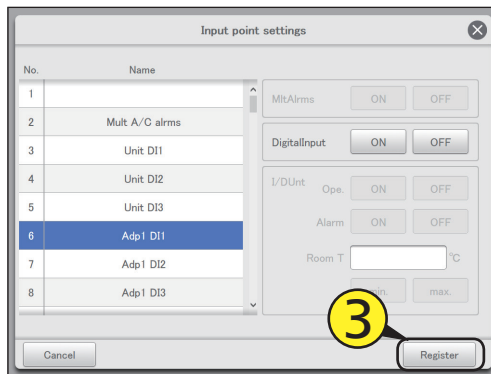 Input point settings
No. Name
1
2 Mult A/C alrms
3 Unit DI1
4 Unit DI2
5 Unit DI3
6 Adp1 DI1
7 Adp1 DI2
8 Adp1 DI3
MltAlrms ON OFF
DigitalInput ON OFF
I/DUnt
Ope. ON OFF
Alarm ON OFF
Room T °C
min. max.
3
Cancel Register